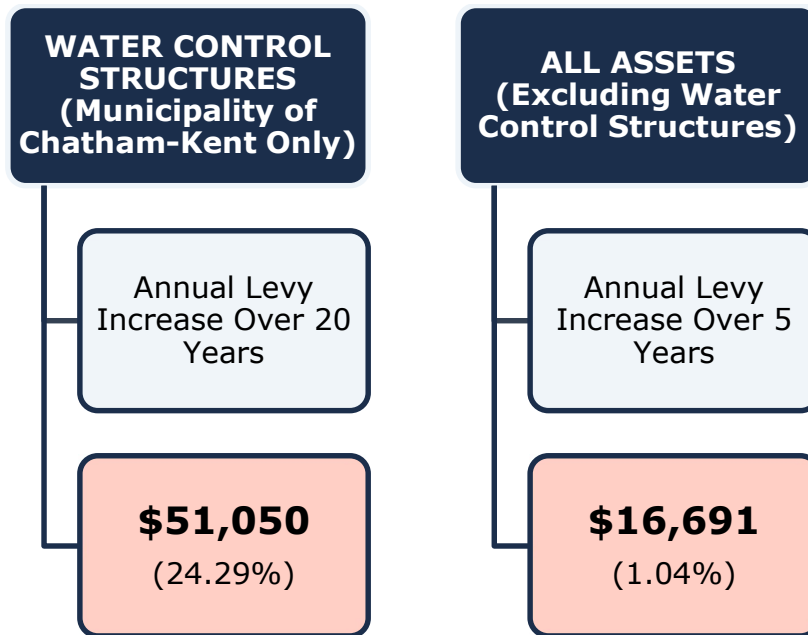 WATER CONTROL
STRUCTURES
(Municipality of
Chatham-Kent Only)
Annual Levy
Increase Over 20
Years
$51,050
(24.29%)
ALL ASSETS
(Excluding Water
Control Structures)
Annual Levy
Increase Over 5
Years
$16,691
(1.04%)